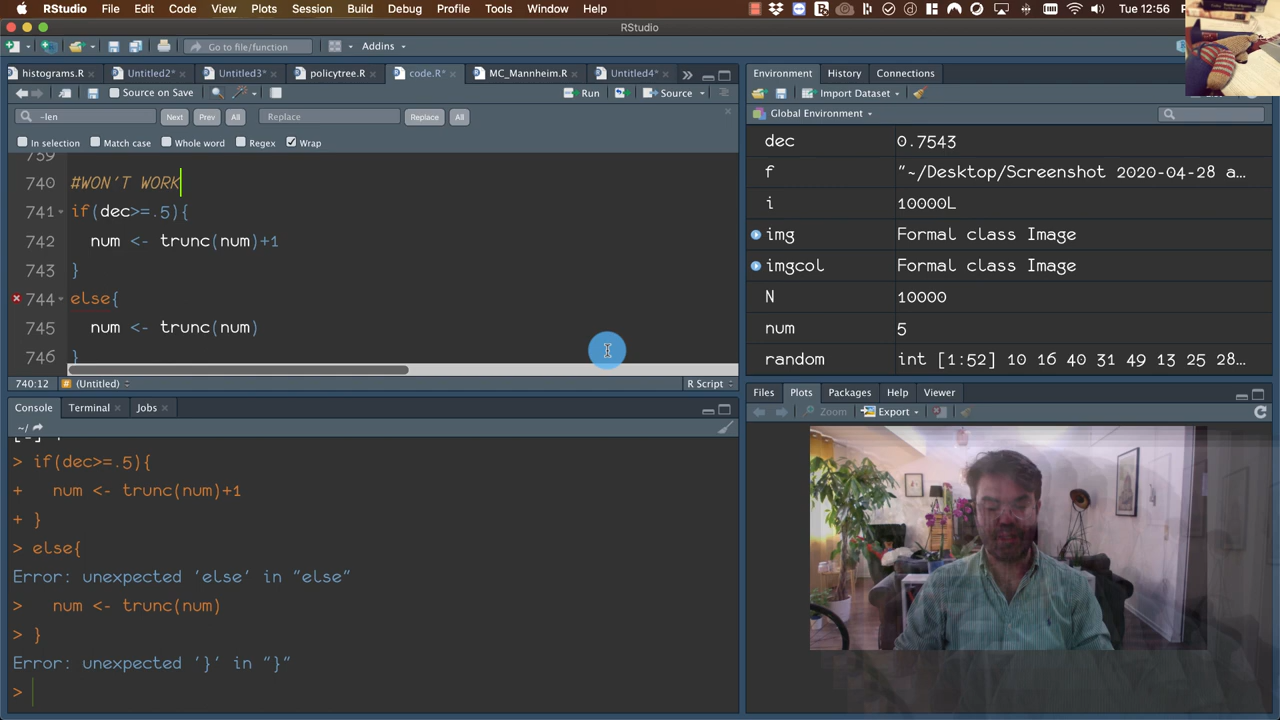 RStudio File Edit Code View Plots Session Build Debug Profile Tools Window Help Tue 12:56
RStudio
Go to file/function Addins
histograms.R Untitled2* Untitled3* policytree.R code.R* MC_Mannheim.R Untitled4*
Source on Save Run Source
-len Next Prev All Replace Replace All
In selection Match case Whole word Regex Wrap
739
740 #WON'T WORK
741 if(dec>=.5){
742 num <- trunc(num)+1
743 }
744 else{
745 num <- trunc(num)
746 }
740:12 (Untitled) R Script
Console Terminal Jobs
~/
> if(dec>=.5){
+ num <- trunc(num)+1
+ }
> else{
Error: unexpected 'else' in "else"
> num <- trunc(num)
> }
Error: unexpected '}' in "}"
>
Environment History Connections
Import Dataset
Global Environment
dec 0.7543
f "~/Desktop/Screenshot 2020-04-28 a…
i 10000L
img Formal class Image
imgcol Formal class Image
N 10000
num 5
random int [1:52] 10 16 40 31 49 13 25 28…
Files Plots Packages Help Viewer
Zoom Export